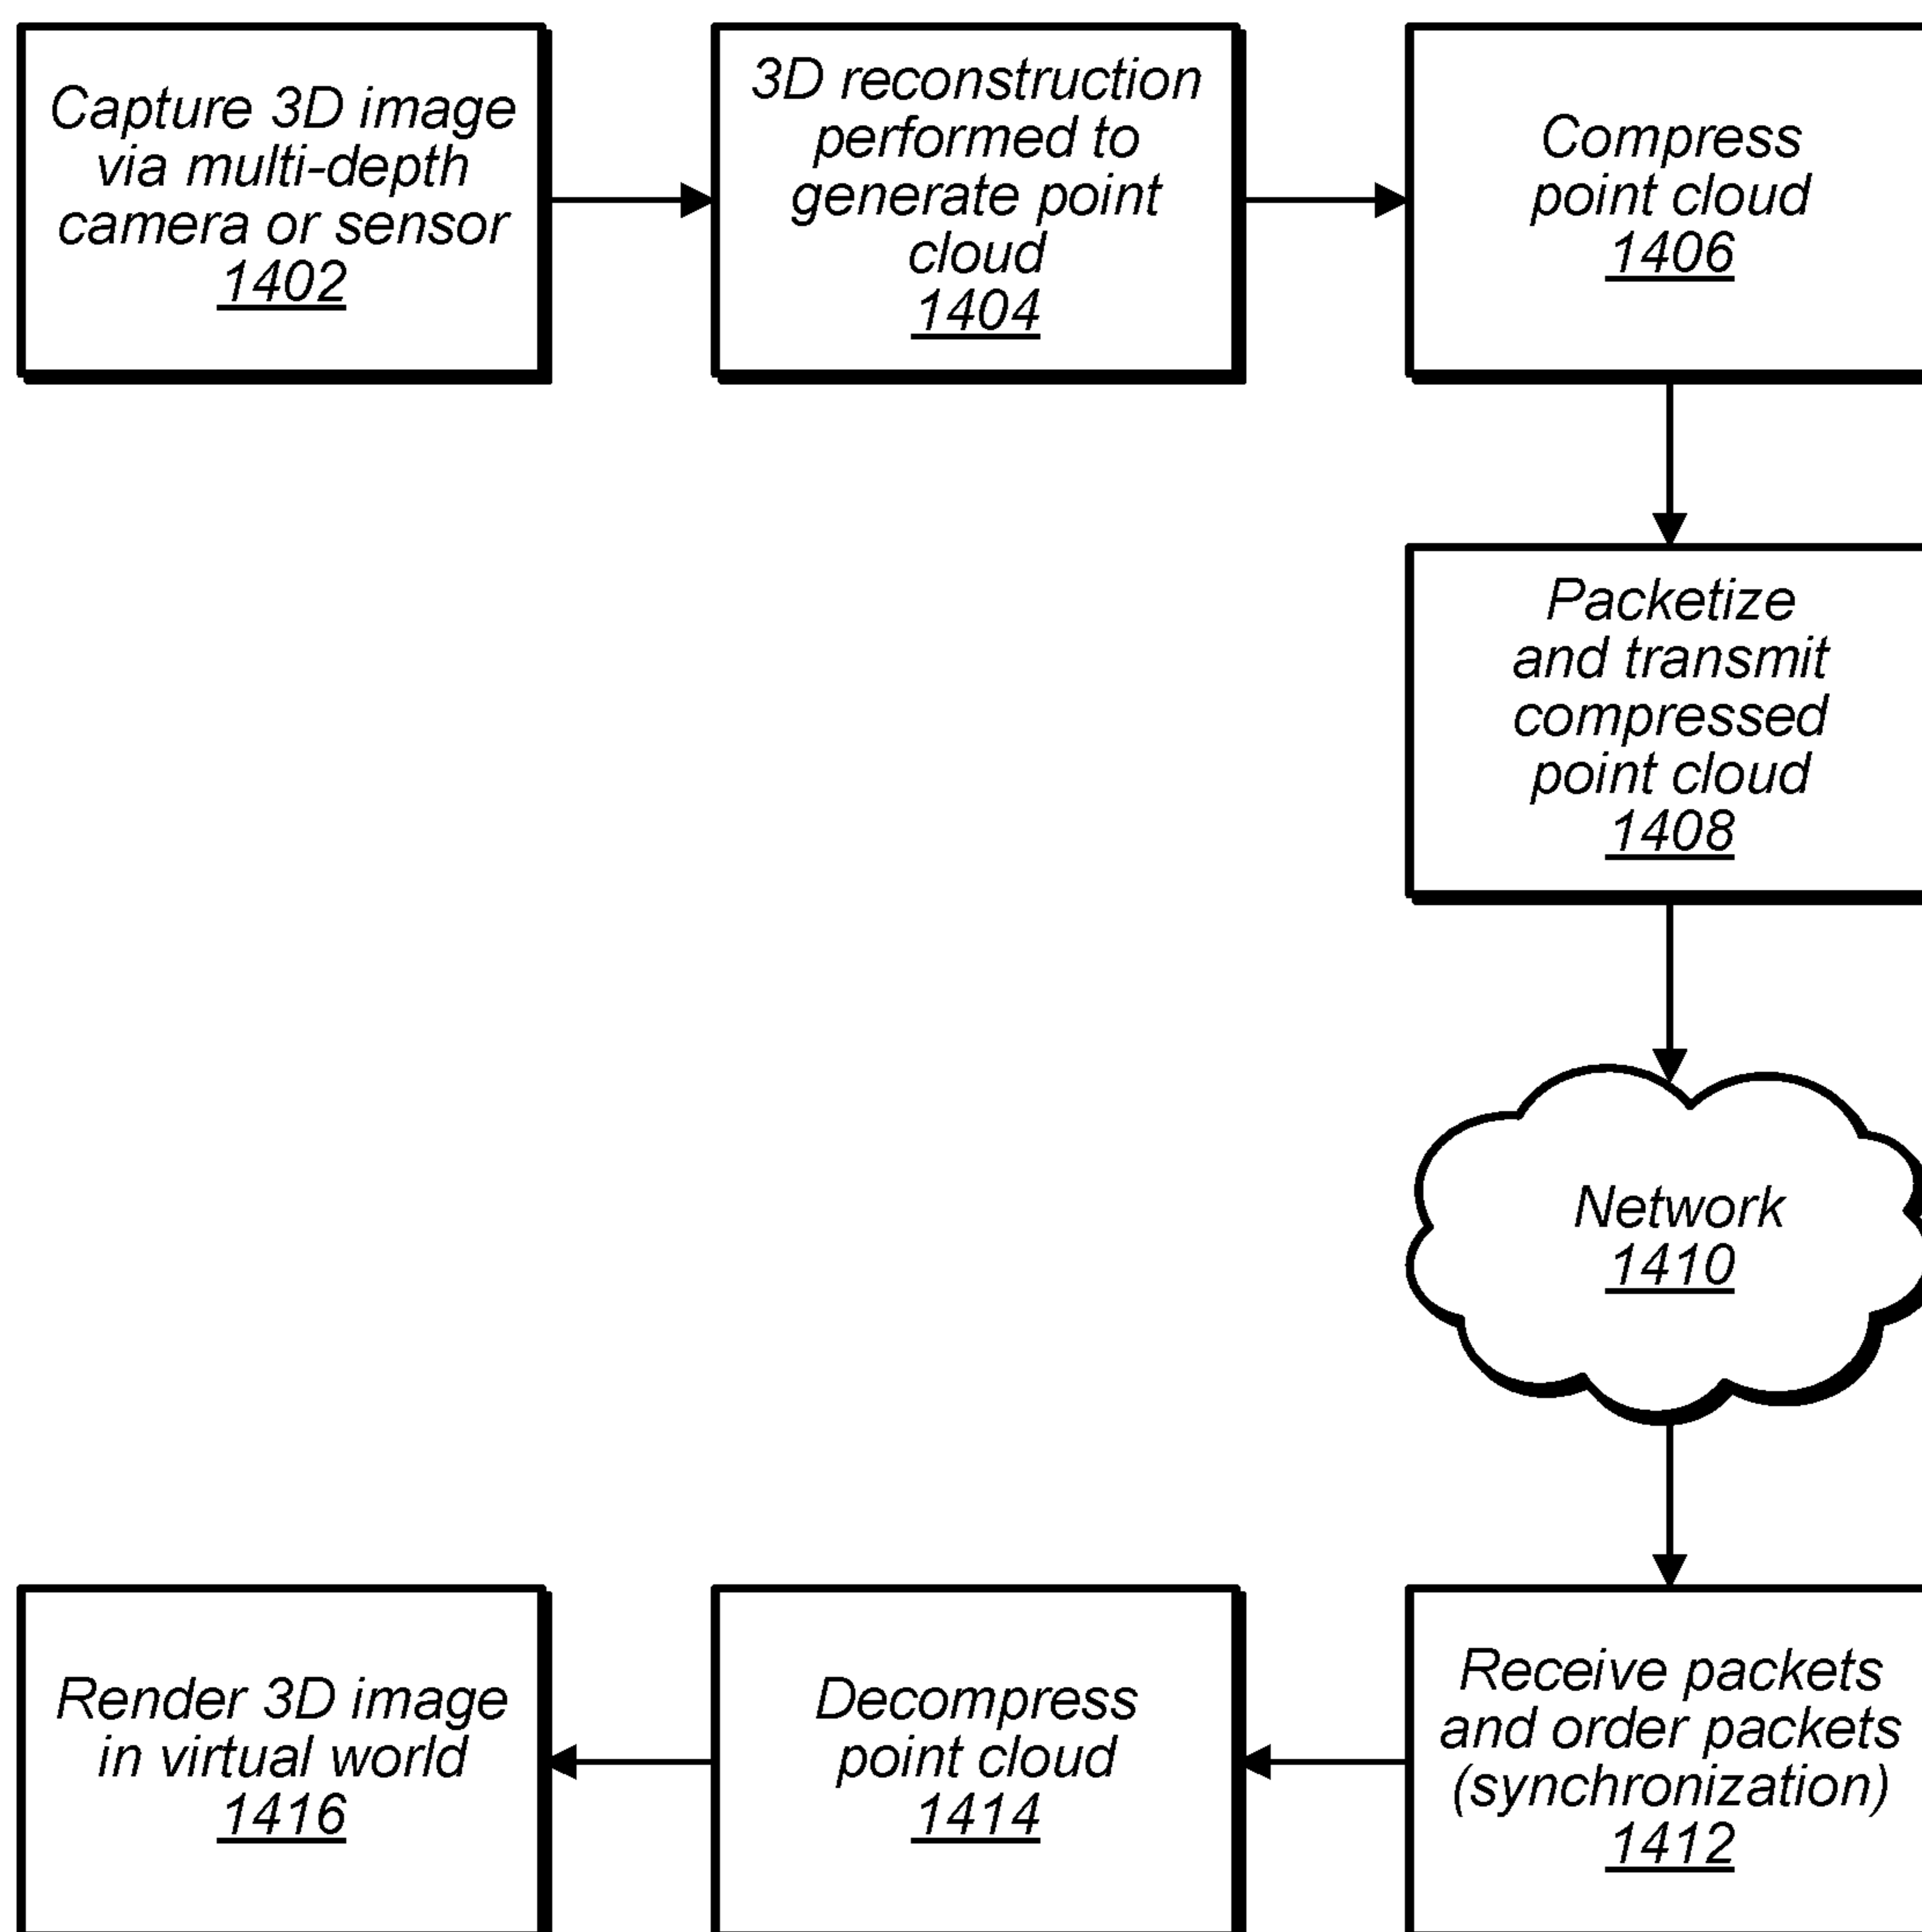 Capture 3D image
via multi-depth
camera or sensor
1402
3D reconstruction
performed to
generate point
cloud
1404
Compress
point cloud
1406
Packetize
and transmit
compressed
point cloud
1408
Network
1410
Receive packets
and order packets
(synchronization)
1412
Decompress
point cloud
1414
Render 3D image
in virtual world
1416